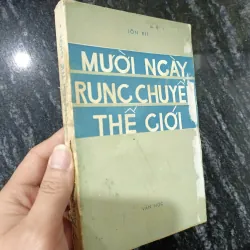 MƯỜI NGÀY
RUNG CHUYỂ
THẾ GIỚI